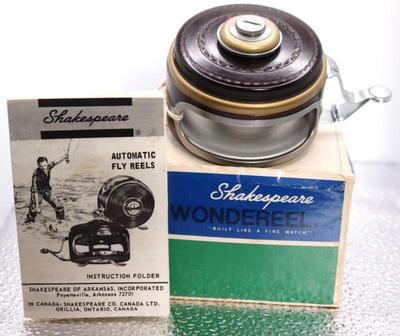 Shakespeare
®
AUTOMATIC
FLY REELS
INSTRUCTION FOLDER
SHAKESPEARE OF ARKANSAS, INCORPORATED
Fayetteville, Arkansas 72701
IN CANADA: SHAKESPEARE CO. CANADA LTD.
ORILLIA, ONTARIO, CANADA
Shakespeare
WONDEREEL
"BUILT LIKE A FINE WATCH"